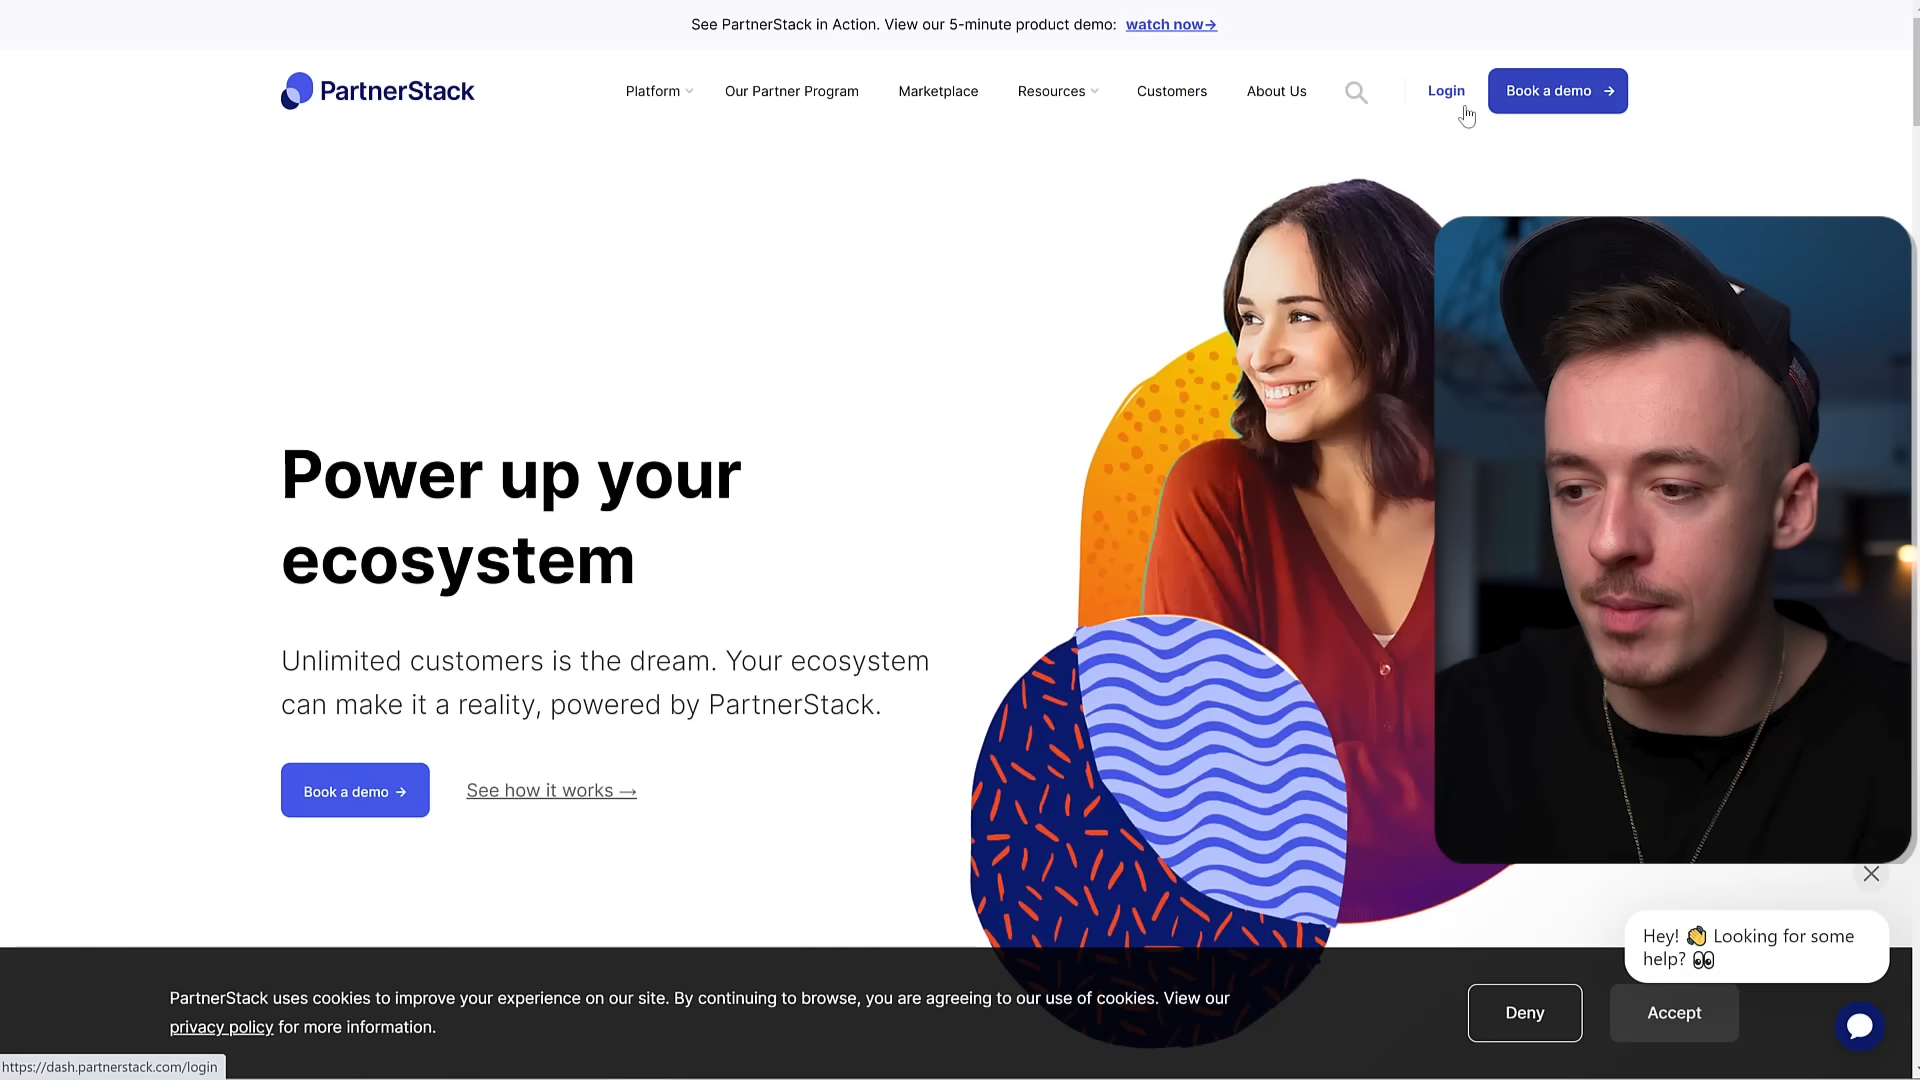 See PartnerStack in Action. View our 5-minute product demo: watch now→
PartnerStack
Platform
Our Partner Program
Marketplace
Resources
Customers
About Us
Login
Book a demo →
Power up your
ecosystem
Unlimited customers is the dream. Your ecosystem
can make it a reality, powered by PartnerStack.
Book a demo →
See how it works →
Hey! 👋 Looking for some
help? 👀
PartnerStack uses cookies to improve your experience on our site. By continuing to browse, you are agreeing to our use of cookies. View our
privacy policy for more information.
Deny
Accept
https://dash.partnerstack.com/login